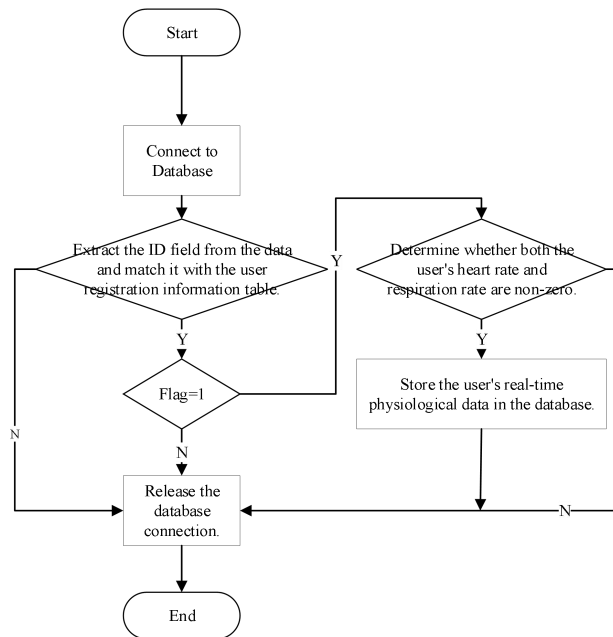 Start
Connect to
Database
Extract the ID field from the data
and match it with the user
registration information table.
Y
Determine whether both the
user's heart rate and
respiration rate are non-zero.
Y
Y
Flag=1
Store the user's real-time
physiological data in the database.
N
N
Release the
database
connection.
N
End